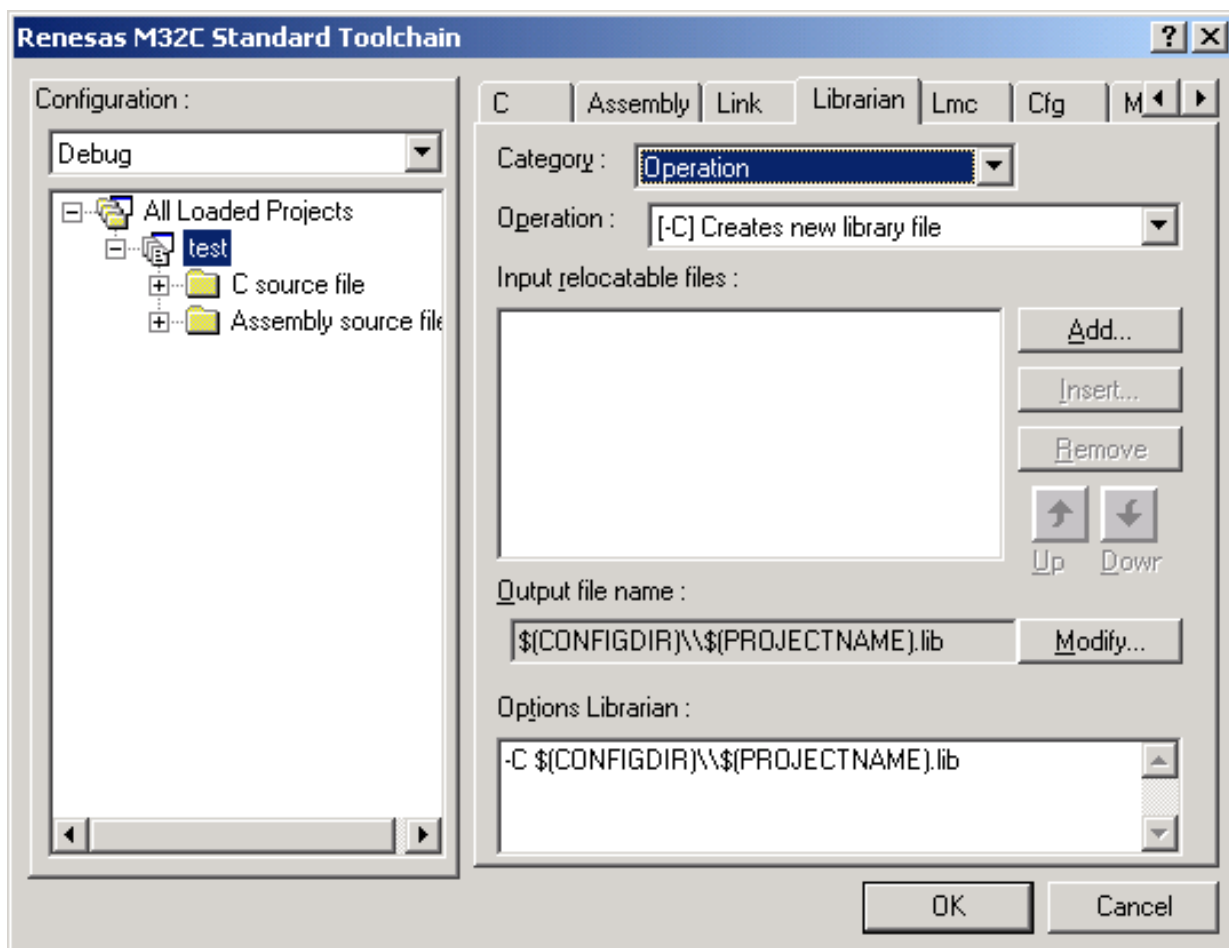 Renesas M32C Standard Toolchain
Configuration :
Debug
All Loaded Projects
test
C source file
Assembly source file
C Assembly Link Librarian Lmc Cfg M
Category : Operation
Operation : [-C] Creates new library file
Input relocatable files :
Add...
Insert...
Remove
Up Dowr
Output file name :
$(CONFIGDIR)\\$(PROJECTNAME).lib Modify...
Options Librarian :
-C $(CONFIGDIR)\\$(PROJECTNAME).lib
OK Cancel